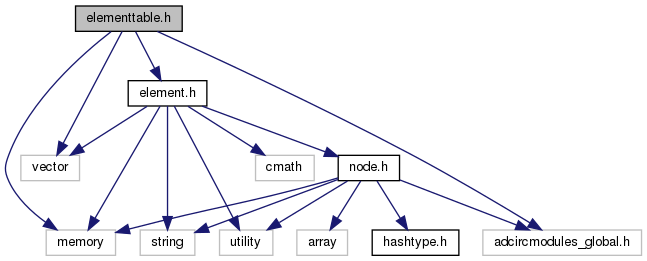 elementtable.h
element.h
vector
cmath
node.h
memory
string
utility
array
hashtype.h
adcircmodules_global.h